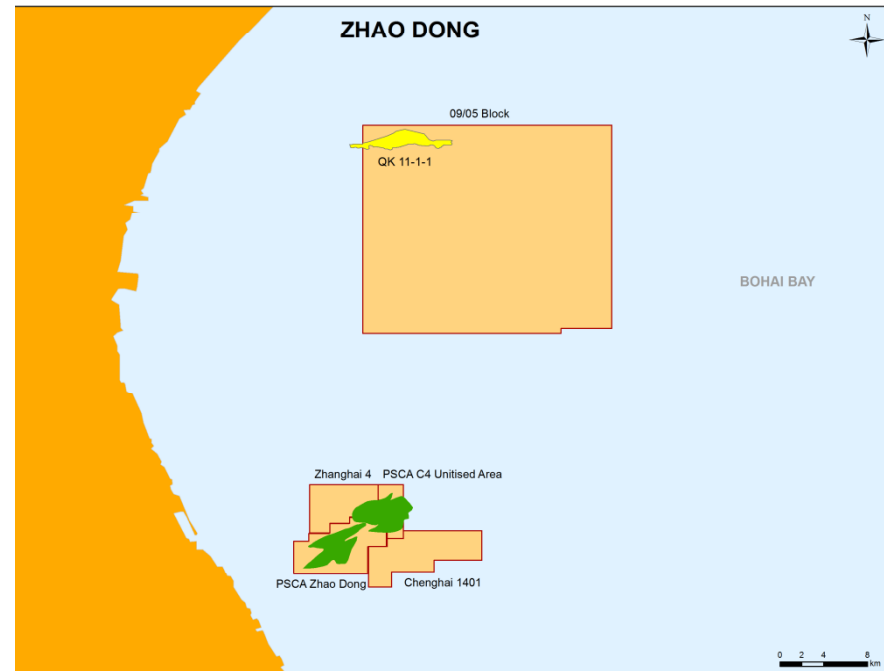 ZHAO DONG
N
09/05 Block
QK 11-1-1
BOHAI BAY
Zhanghai 4
PSCA C4 Unitised Area
PSCA Zhao Dong
Chenghai 1401
0 2 4 8
km